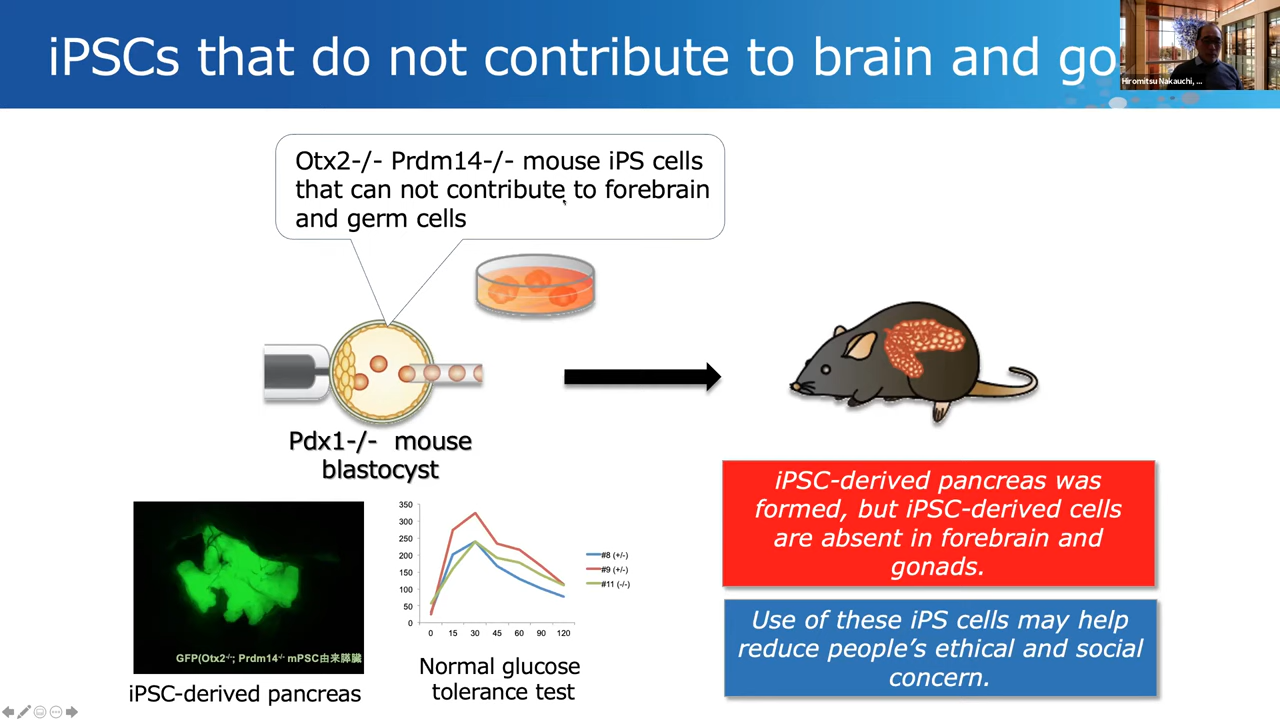 iPSCs that do not contribute to brain and go
Hiromitsu Nakauchi, ...
Otx2-/- Prdm14-/- mouse iPS cells
that can not contribute to forebrain
and germ cells
Pdx1-/- mouse
blastocyst
GFP(Otx2-/-; Prdm14-/- mPSC由来膵臓
iPSC-derived pancreas
350
300
250
200
150
100
50
0
0 15 30 45 60 90 120
#8 (+/-)
#9 (+/-)
#11 (-/-)
Normal glucose
tolerance test
iPSC-derived pancreas was
formed, but iPSC-derived cells
are absent in forebrain and
gonads.
Use of these iPS cells may help
reduce people’s ethical and social
concern.